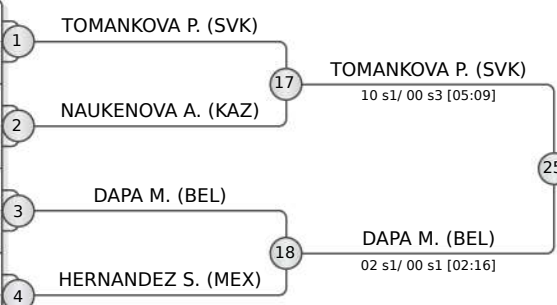 TOMANKOVA P. (SVK)
1
17
TOMANKOVA P. (SVK)
10 s1/ 00 s3 [05:09]
NAUKENOVA A. (KAZ)
2
25
DAPA M. (BEL)
3
18
DAPA M. (BEL)
02 s1/ 00 s1 [02:16]
HERNANDEZ S. (MEX)
4